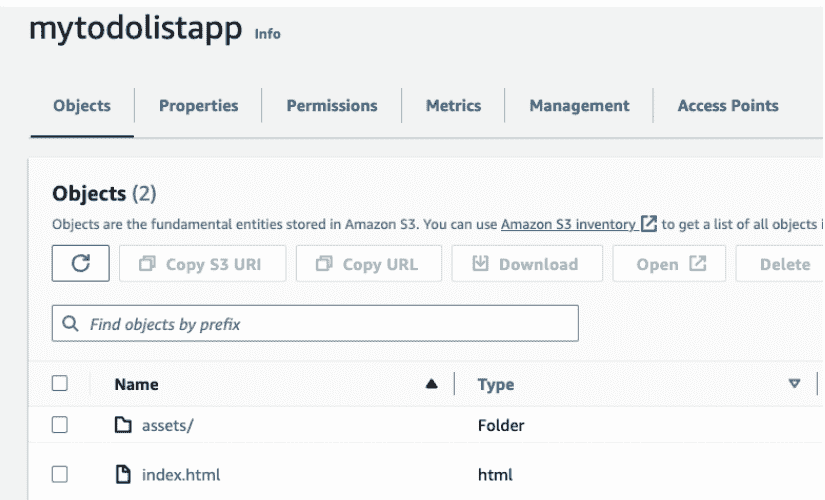 mytodolistapp Info
Objects Properties Permissions Metrics Management Access Points
Objects (2)
Objects are the fundamental entities stored in Amazon S3. You can use Amazon S3 inventory to get a list of all objects i
Copy S3 URI Copy URL Download Open Delete
Find objects by prefix
Name Type
assets/ Folder
index.html html